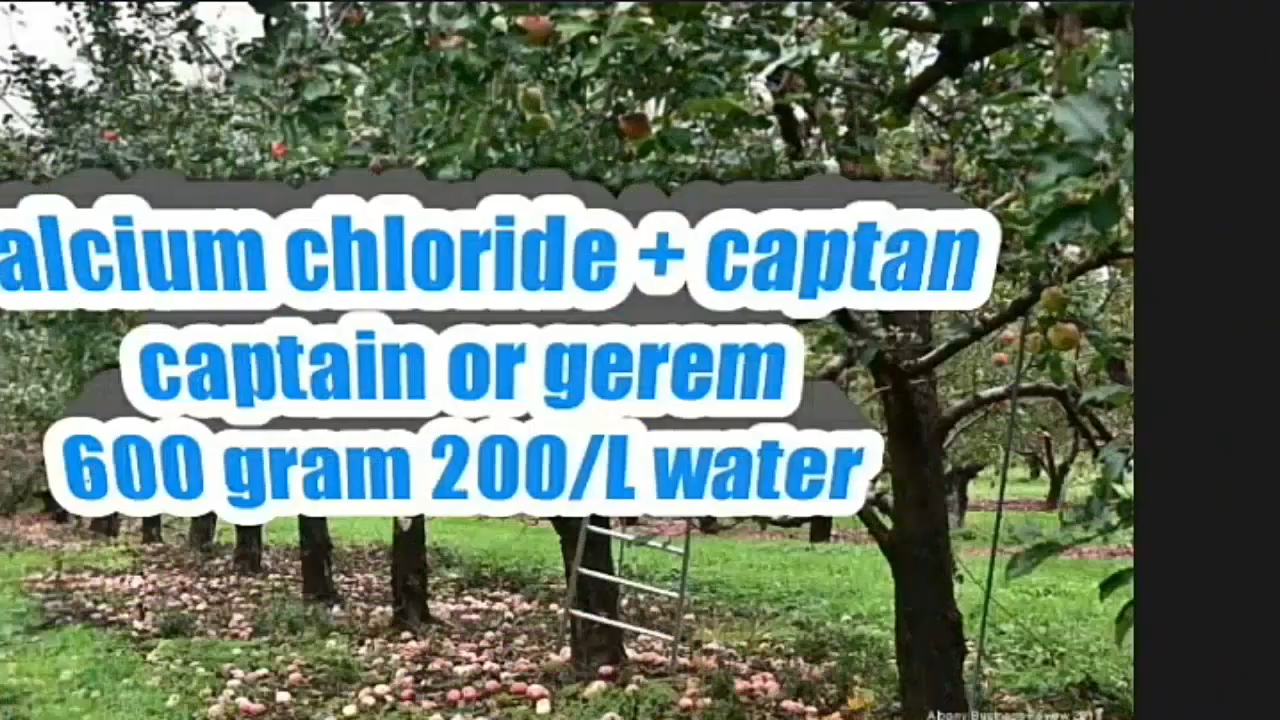 alcium chloride + captan
captain or gerem
600 gram 200/L water